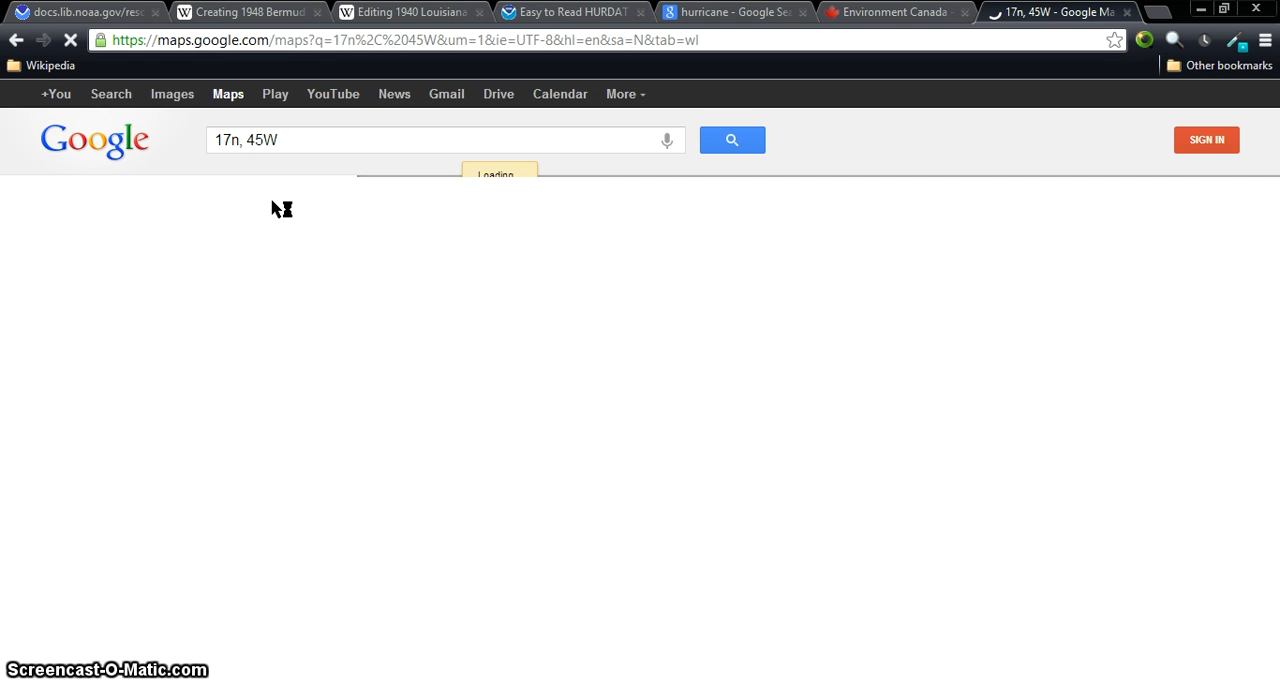 docs.lib.noaa.gov/resc
Creating 1948 Bermud
Editing 1940 Louisiana
Easy to Read HURDAT
hurricane - Google Sea
Environment Canada -
17n, 45W - Google Ma
https://maps.google.com/maps?q=17n%2C%2045W&um=1&ie=UTF-8&hl=en&sa=N&tab=wl
Wikipedia
Other bookmarks
+You Search Images Maps Play YouTube News Gmail Drive Calendar More
Google
17n, 45W
SIGN IN
Loading...
Screencast-O-Matic.com